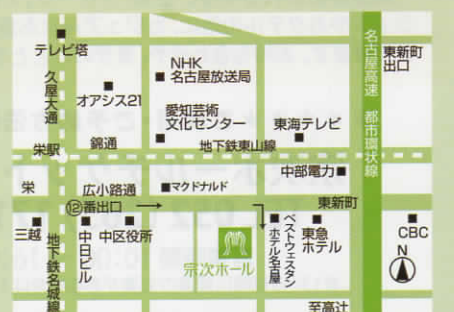 テレビ塔
久屋大通
オアシス21
NHK
名古屋放送局
愛知芸術
文化センター
東海テレビ
名古屋高速 都市環状線
東新町
出口
栄駅
錦通
地下鉄東山線
中部電力
栄
広小路通
マクドナルド
東新町
⑫番出口
三越
地下鉄名城線
中日ビル
中区役所
宗次ホール
ベストウェスタン
ホテル名古屋
東急
ホテル
CBC
N
至高辻